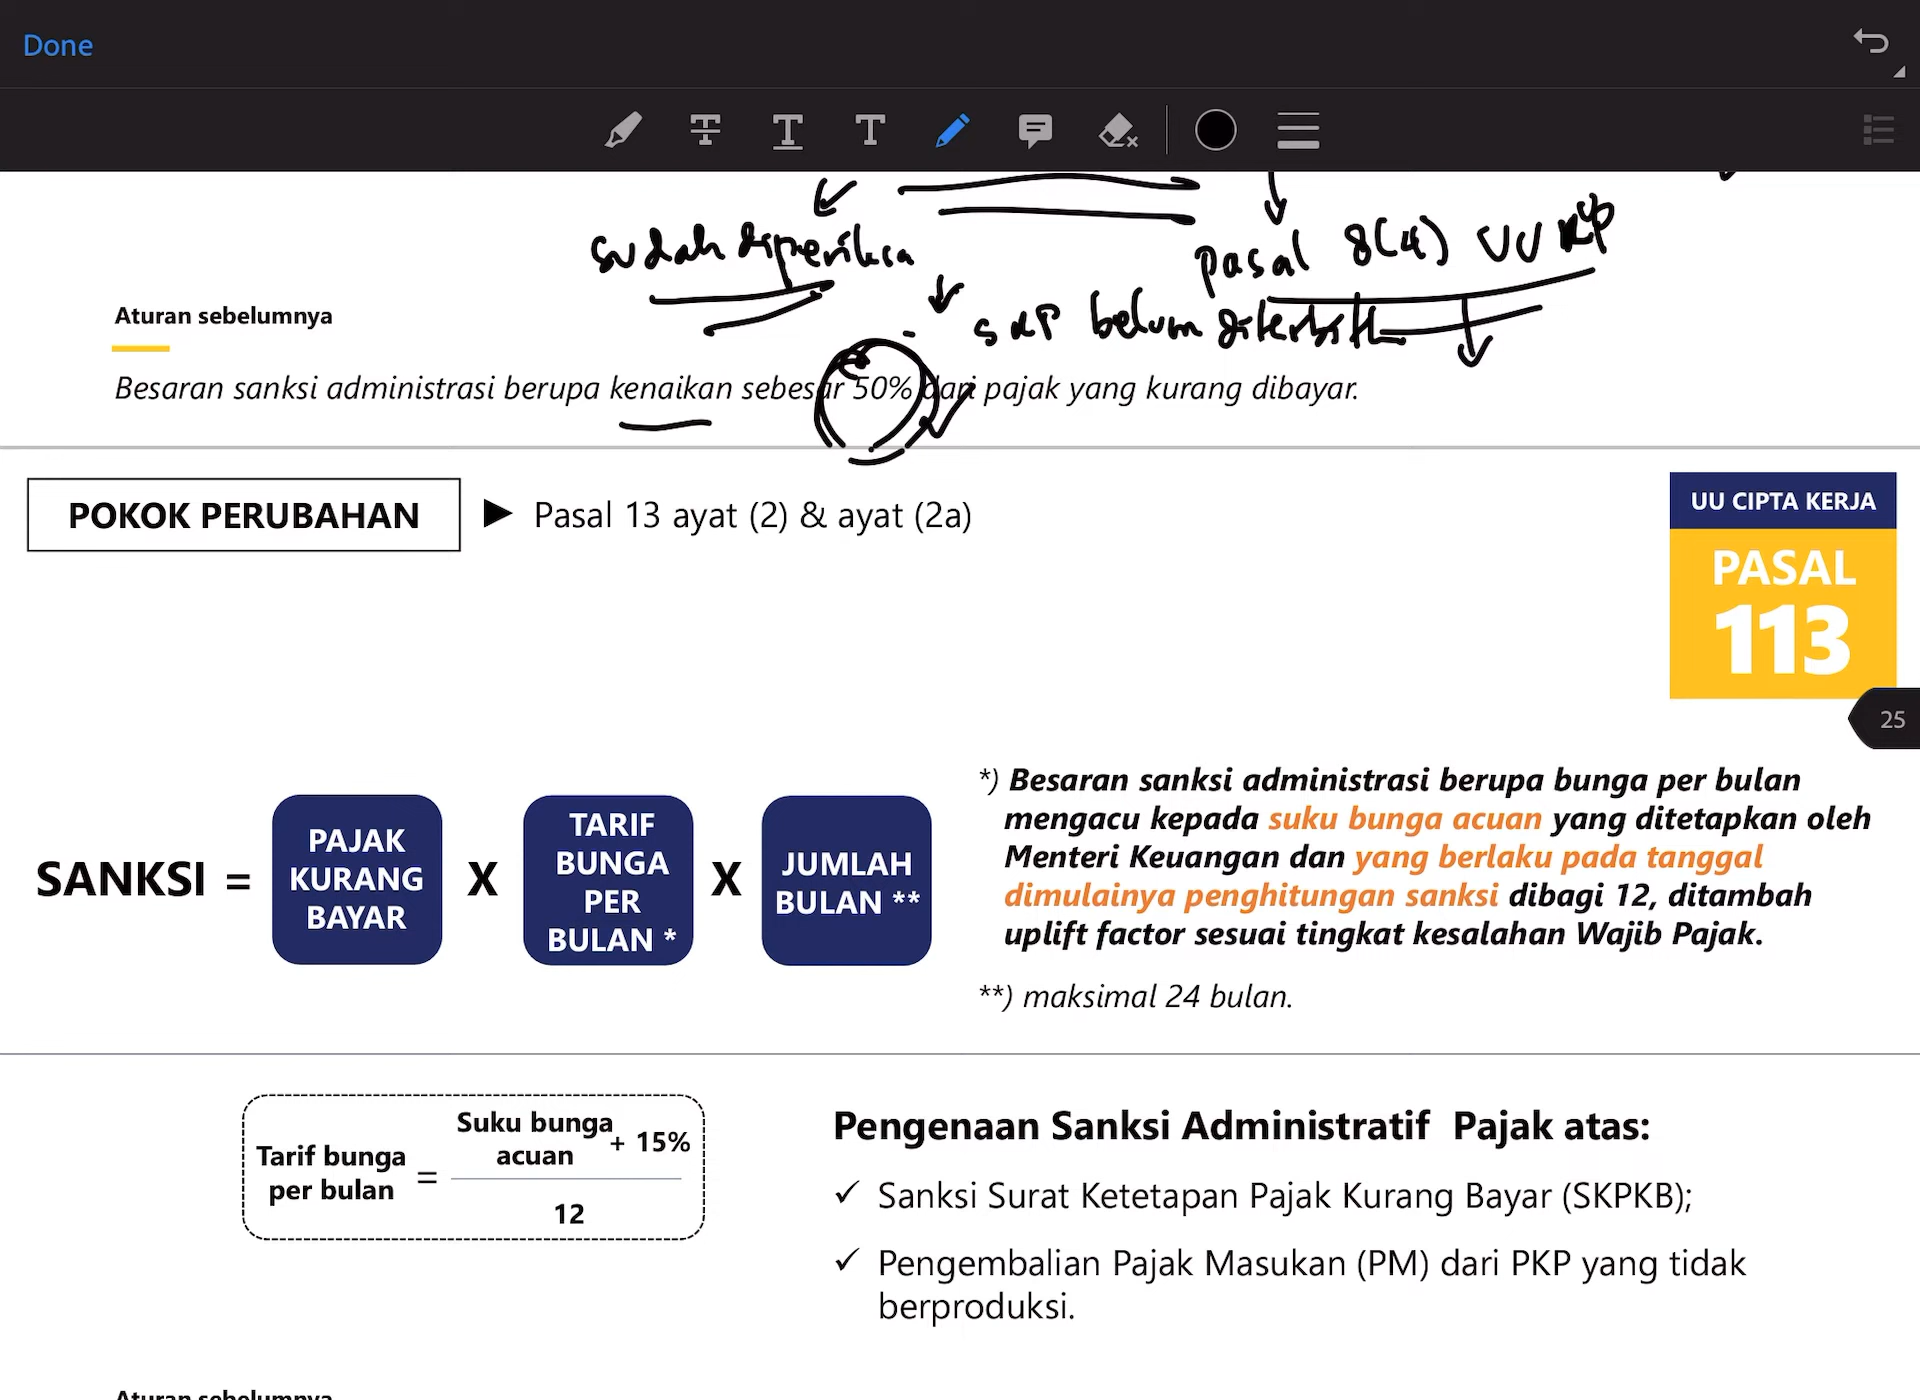 Done
sudah diperiksa
pasal 8(4) UU KUP
SKP belum diterbitk
Aturan sebelumnya
Besaran sanksi administrasi berupa kenaikan sebesar 50% dari pajak yang kurang dibayar.
POKOK PERUBAHAN
Pasal 13 ayat (2) & ayat (2a)
UU CIPTA KERJA
PASAL
113
25
SANKSI =
PAJAK
KURANG
BAYAR
X
TARIF
BUNGA
PER
BULAN *
X
JUMLAH
BULAN **
*) Besaran sanksi administrasi berupa bunga per bulan
mengacu kepada suku bunga acuan yang ditetapkan oleh
Menteri Keuangan dan yang berlaku pada tanggal
dimulainya penghitungan sanksi dibagi 12, ditambah
uplift factor sesuai tingkat kesalahan Wajib Pajak.
**) maksimal 24 bulan.
Tarif bunga
per bulan
=
Suku bunga
acuan
+ 15%
12
Pengenaan Sanksi Administratif Pajak atas:
✓ Sanksi Surat Ketetapan Pajak Kurang Bayar (SKPKB);
✓ Pengembalian Pajak Masukan (PM) dari PKP yang tidak
berproduksi.
Aturan sebelumnya